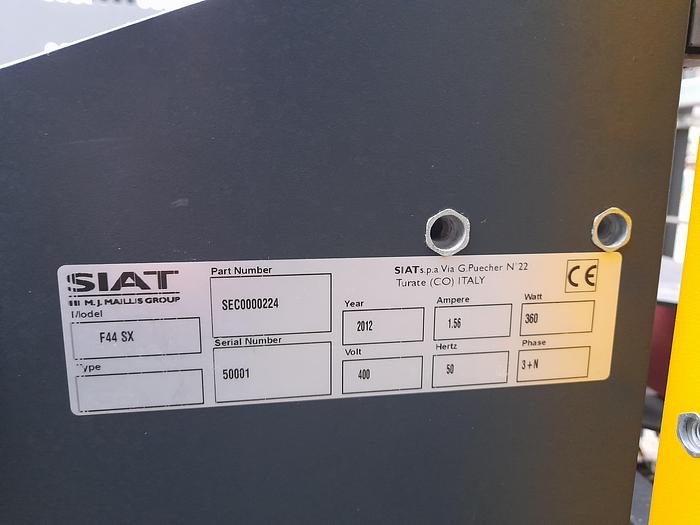 SIAT
M.J. MAILLIS GROUP
Model
F44 SX
Type
Part Number
SEC0000224
Serial Number
50001
SIAT s.p.a Via G.Puecher N°22
Turate (CO) ITALY
CE
Year
2012
Ampere
1.56
Watt
360
Volt
400
Hertz
50
Phase
3+N